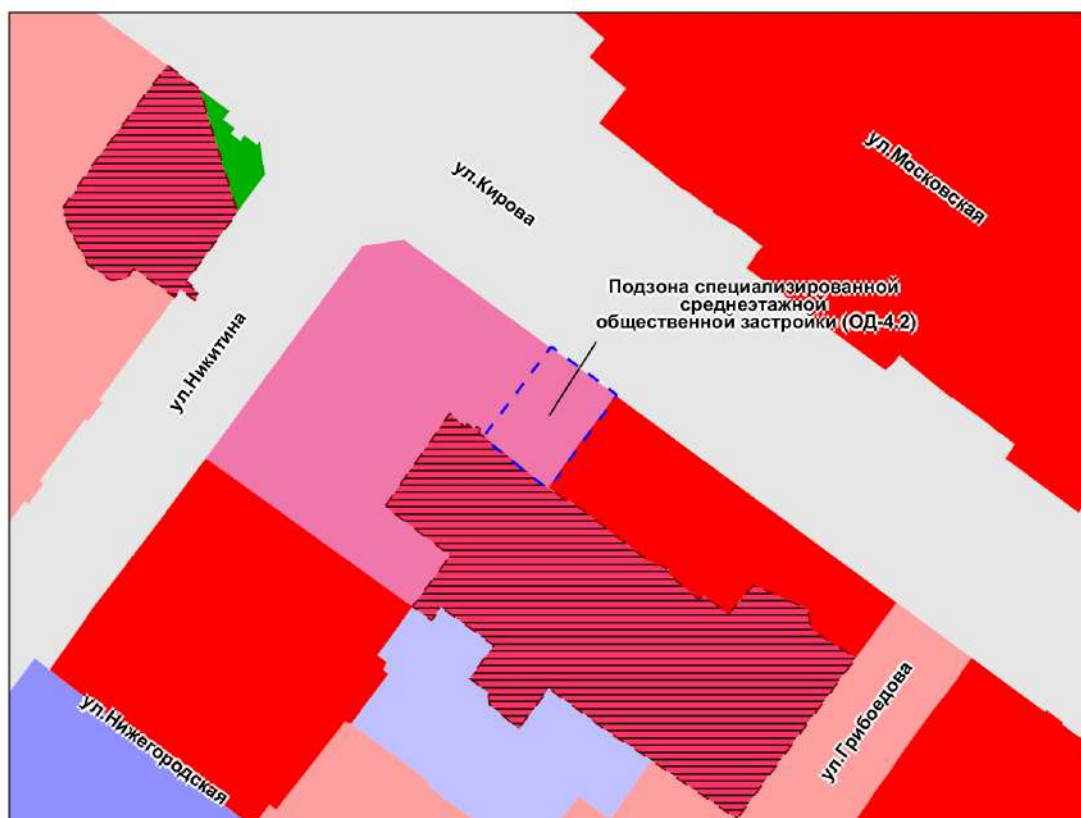 ул.Московская
ул.Кирова
Подзона специализированной
среднеэтажной
общественной застройки (ОД-4.2)
ул.Никитина
ул.Грибоедова
ул.Нижегородская